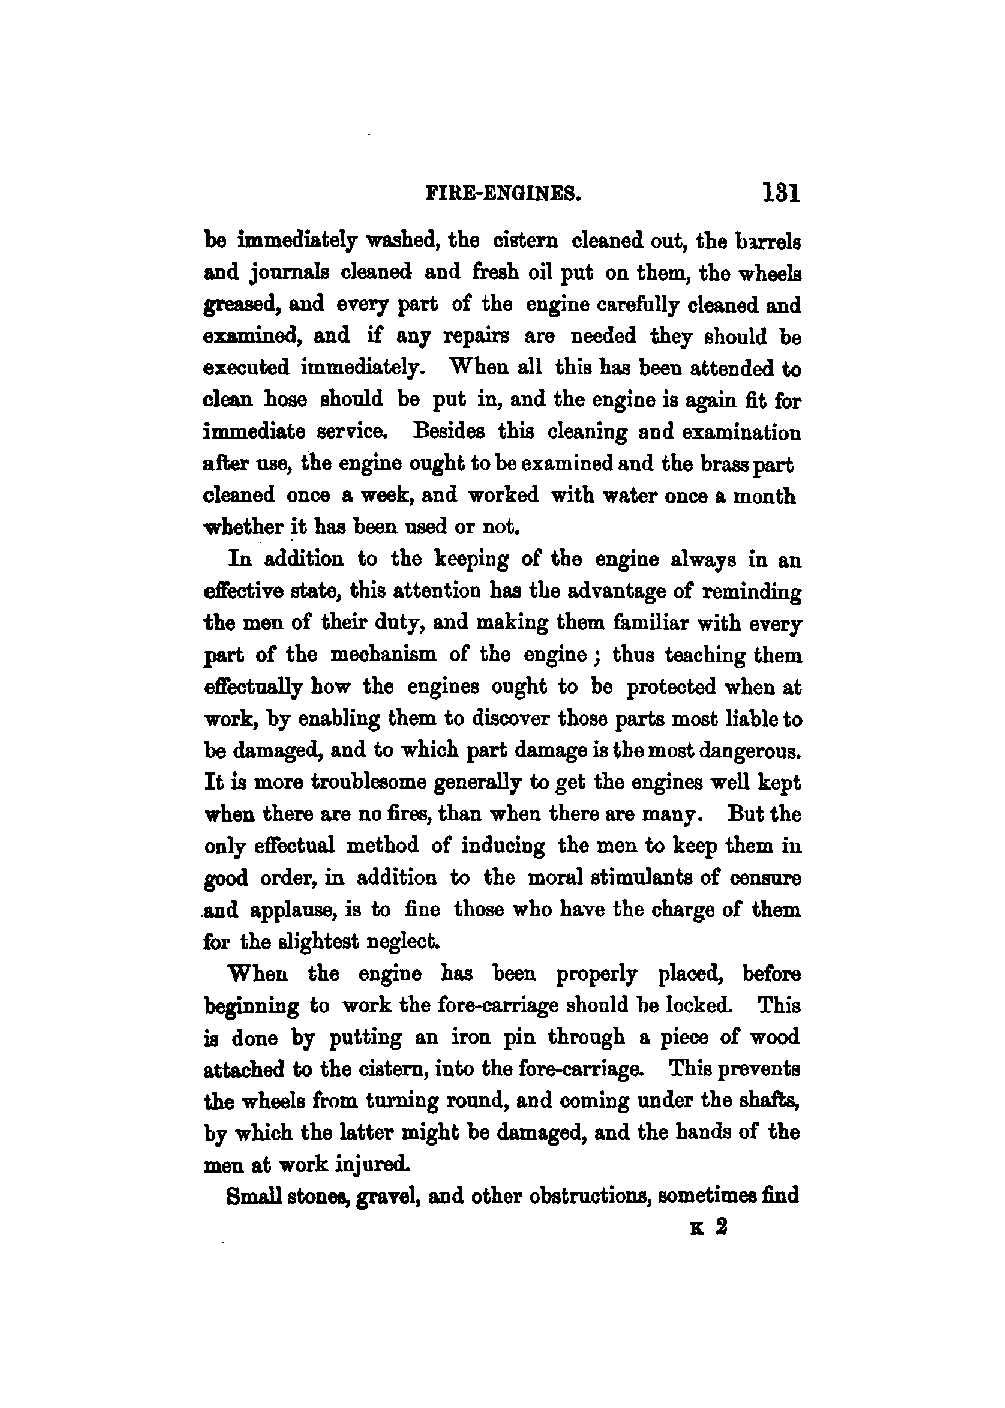 FIRE-ENGINES. 131
be immediately washed, the cistern cleaned out, the barrels
and journals cleaned and fresh oil put on them, the wheels
greased, and every part of the engine carefully cleaned and
examined, and if any repairs are needed they should be
executed immediately. When all this has been attended to
clean hose should be put in, and the engine is again fit for
immediate service. Besides this cleaning and examination
after use, the engine ought to be examined and the brass part
cleaned once a week, and worked with water once a month
whether it has been used or not.
In addition to the keeping of the engine always in an
effective state, this attention has the advantage of reminding
the men of their duty, and making them familiar with every
part of the mechanism of the engine; thus teaching them
effectually how the engines ought to be protected when at
work, by enabling them to discover those parts most liable to
be damaged, and to which part damage is the most dangerous.
It is more troublesome generally to get the engines well kept
when there are no fires, than when there are many. But the
only effectual method of inducing the men to keep them in
good order, in addition to the moral stimulants of censure
and applause, is to fine those who have the charge of them
for the slightest neglect.
When the engine has been properly placed, before
beginning to work the fore-carriage should be locked. This
is done by putting an iron pin through a piece of wood
attached to the cistern, into the fore-carriage. This prevents
the wheels from turning round, and coming under the shafts,
by which the latter might be damaged, and the hands of the
men at work injured.
Small stones, gravel, and other obstructions, sometimes find
K 2